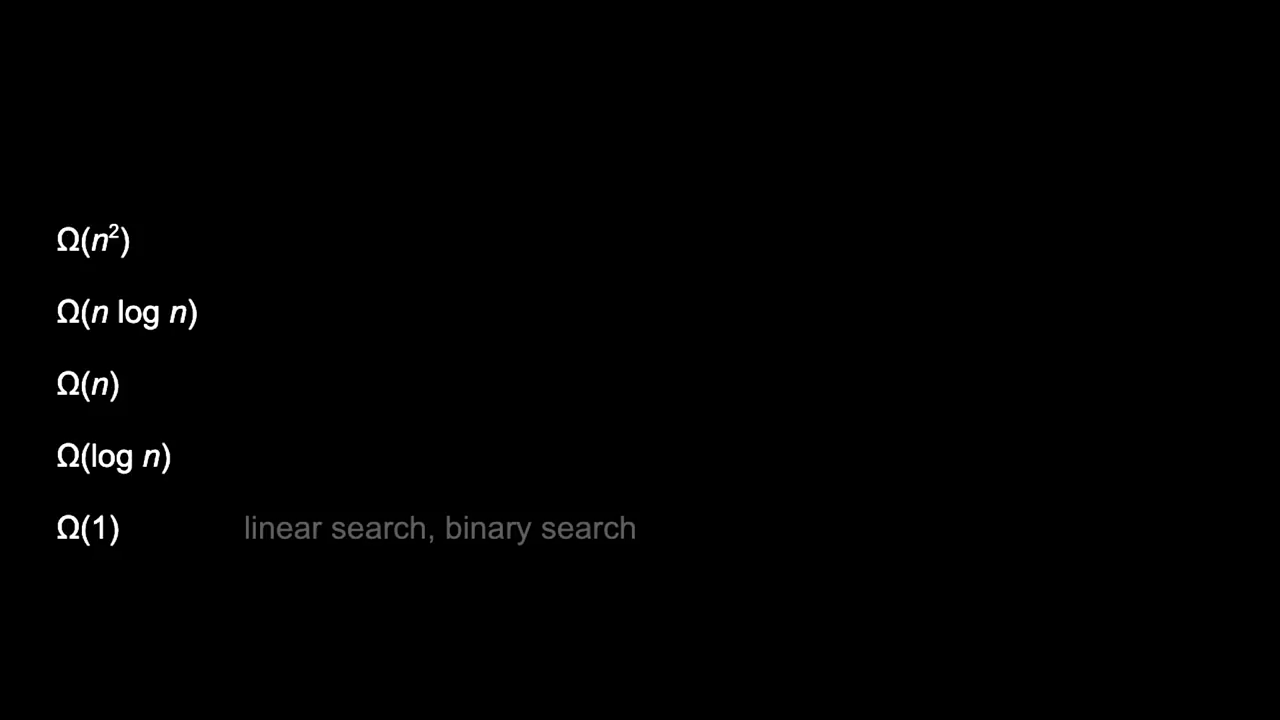 Ω(n²)
Ω(n log n)
Ω(n)
Ω(log n)
Ω(1) linear search, binary search